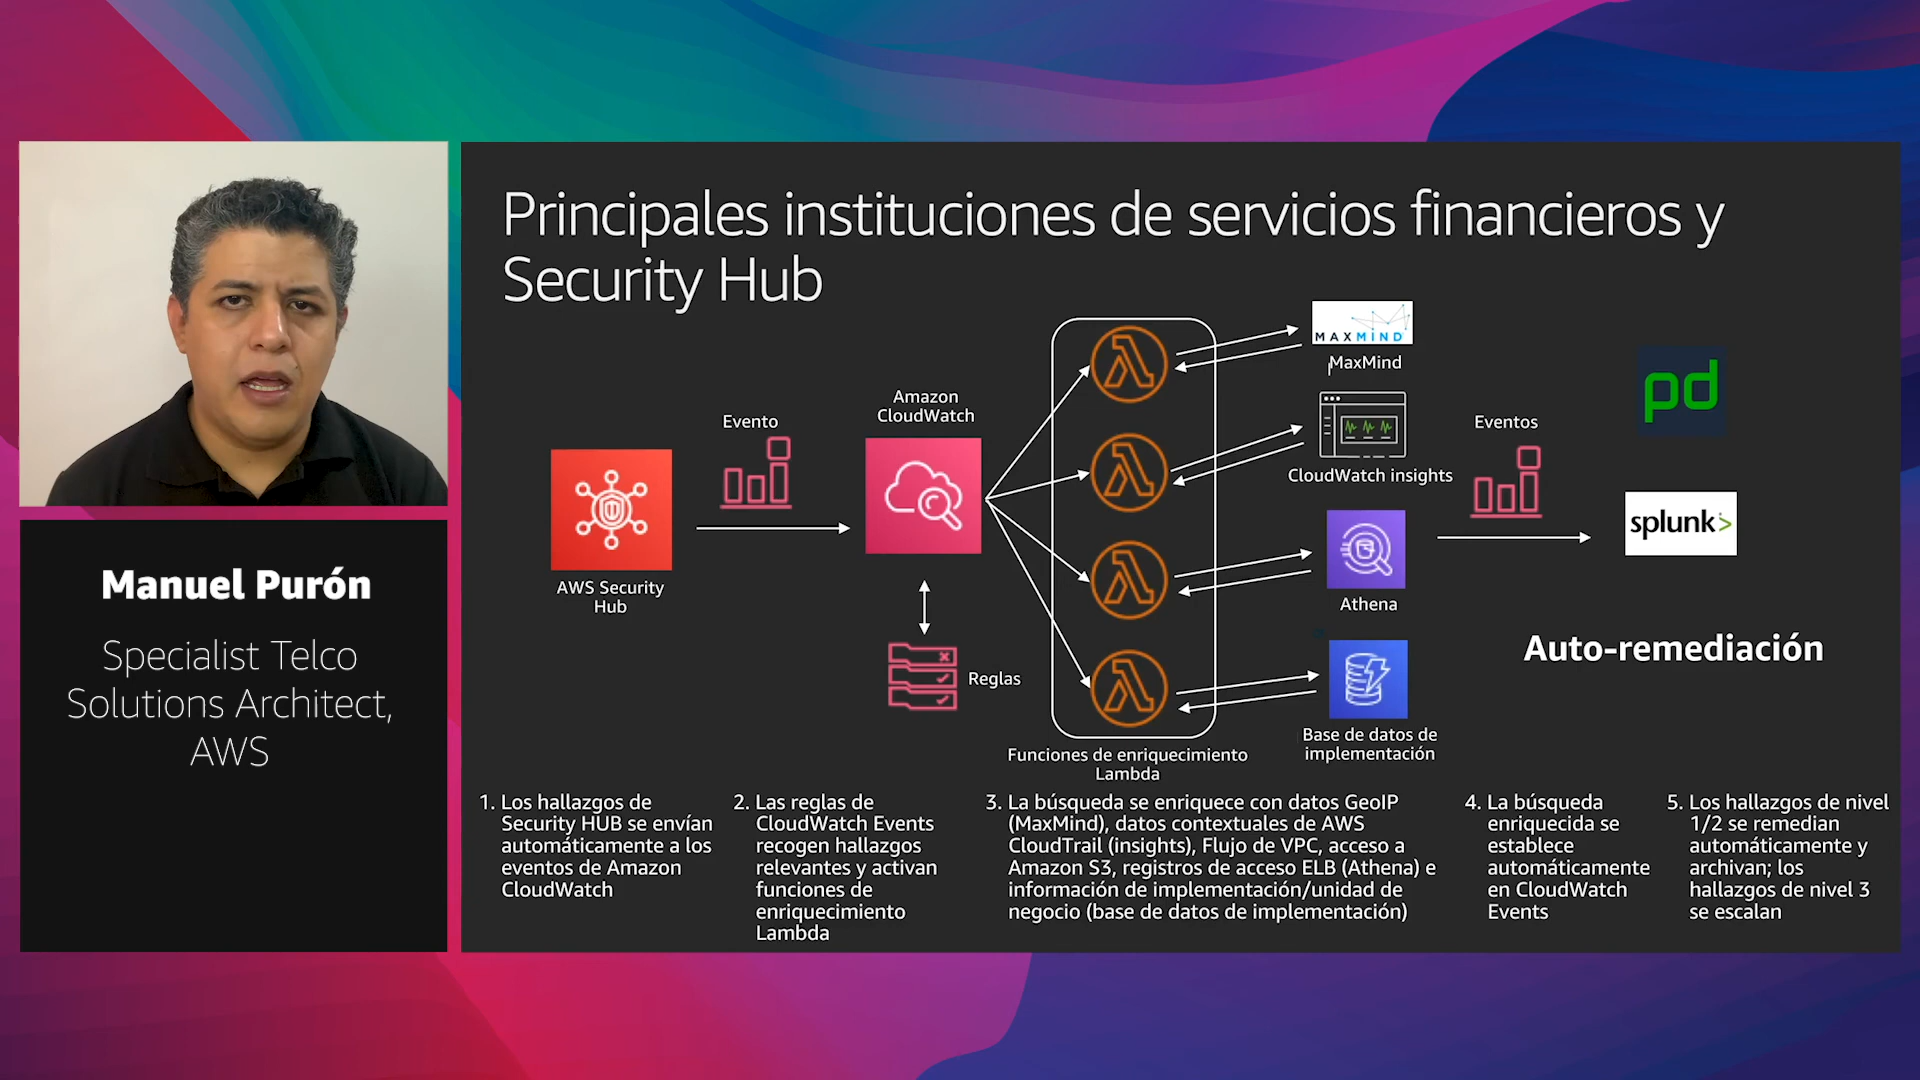 Principales instituciones de servicios financieros y
Security Hub
Manuel Purón
Specialist Telco
Solutions Architect,
AWS
AWS Security
Hub
Evento
Amazon
CloudWatch
Reglas
Funciones de enriquecimiento
Lambda
MAXMIND
MaxMind
CloudWatch insights
Athena
Base de datos de
implementación
Eventos
pd
splunk>
Auto-remediación
1. Los hallazgos de
Security HUB se envían
automáticamente a los
eventos de Amazon
CloudWatch
2. Las reglas de
CloudWatch Events
recogen hallazgos
relevantes y activan
funciones de
enriquecimiento
Lambda
3. La búsqueda se enriquece con datos GeoIP
(MaxMind), datos contextuales de AWS
CloudTrail (insights), Flujo de VPC, acceso a
Amazon S3, registros de acceso ELB (Athena) e
información de implementación/unidad de
negocio (base de datos de implementación)
4. La búsqueda
enriquecida se
establece
automáticamente
en CloudWatch
Events
5. Los hallazgos de nivel
1/2 se remedian
automáticamente y
archivan; los
hallazgos de nivel 3
se escalan